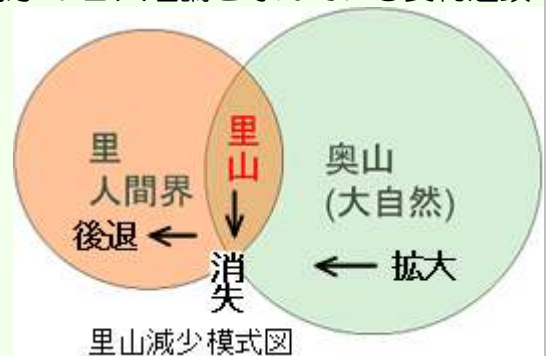 里
人間界
里山
奥山
(大自然)
後退 ←
↓
← 拡大
消失
里山減少模式図